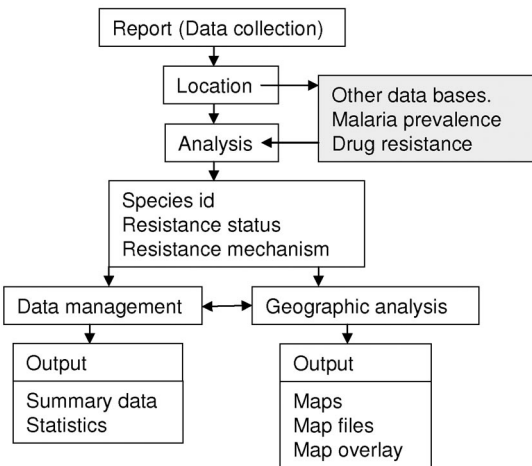 Report (Data collection)
Location
Other data bases.
Malaria prevalence
Drug resistance
Analysis
Species id
Resistance status
Resistance mechanism
Data management
Geographic analysis
Output
Summary data
Statistics
Output
Maps
Map files
Map overlay